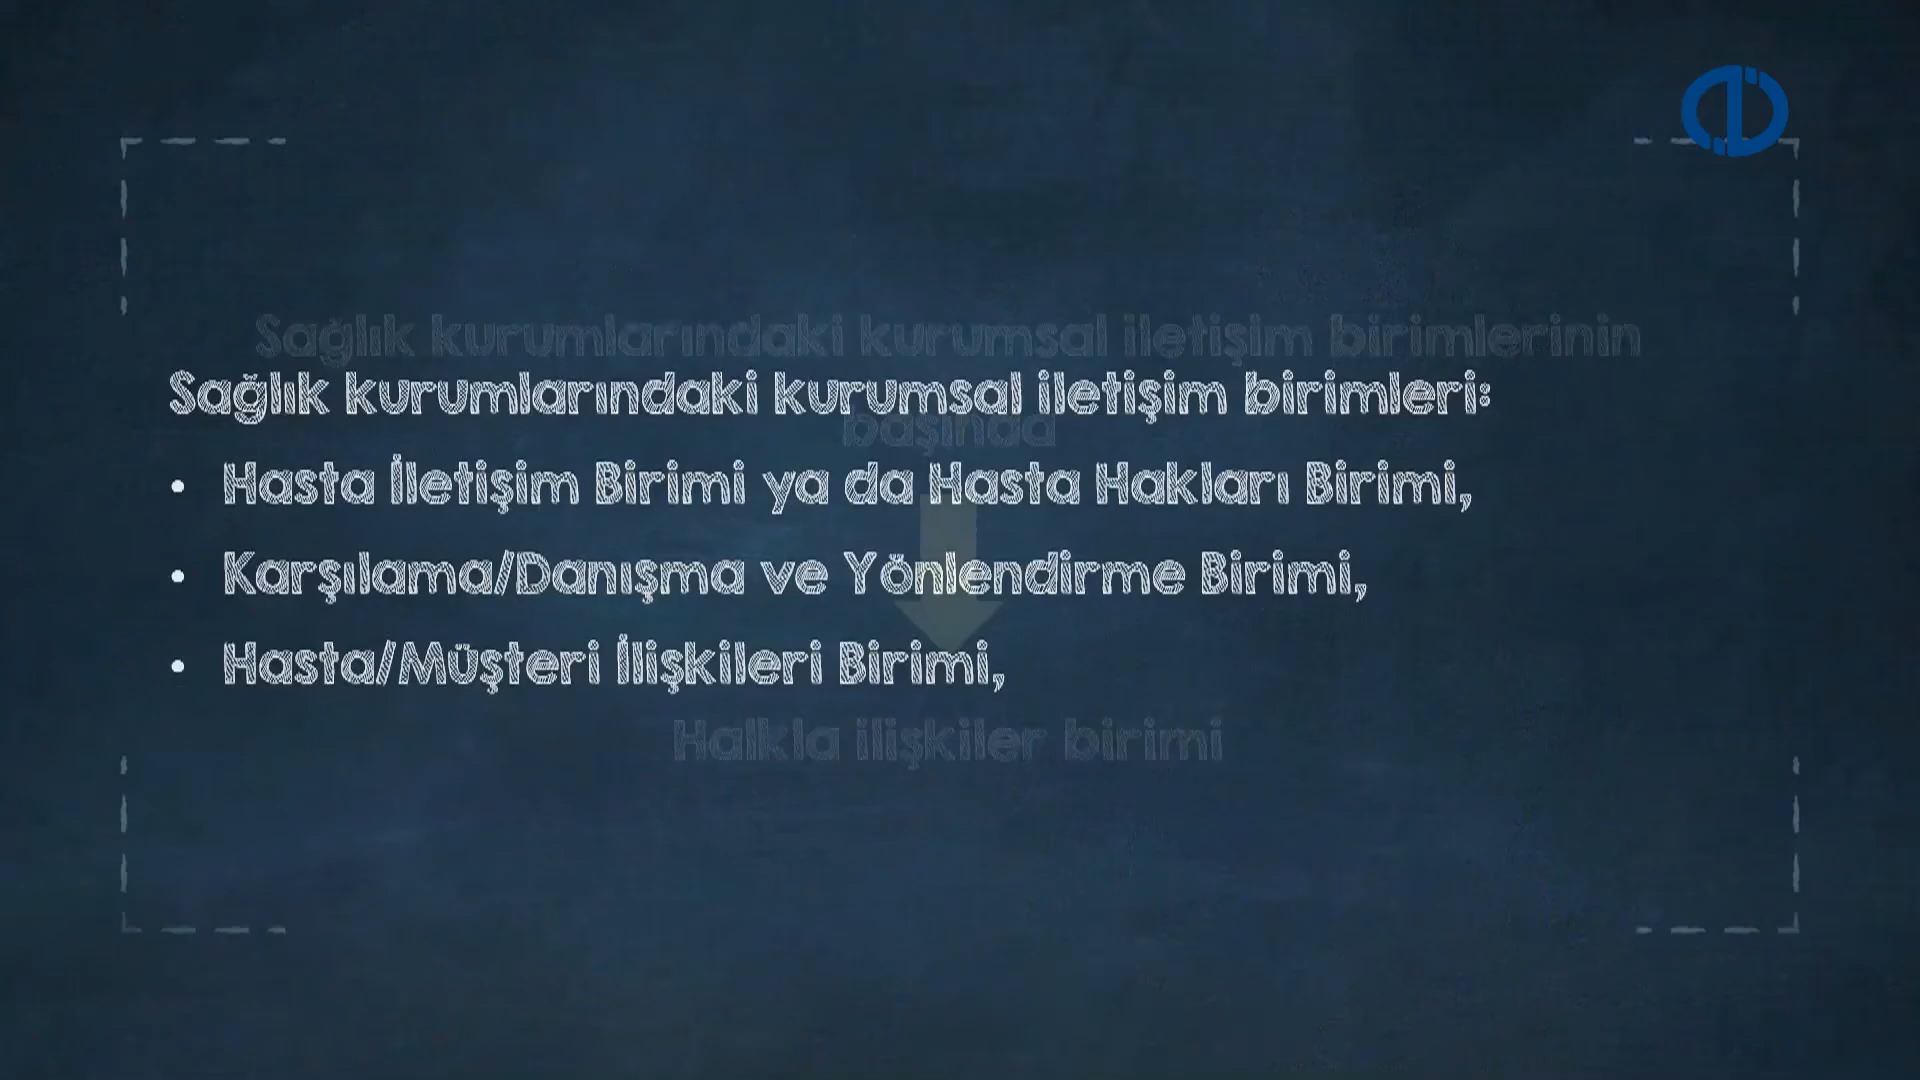 Sağlık kurumlarındaki kurumsal iletişim birimlerinin
başında
Halkla ilişkiler birimi
Sağlık kurumlarındaki kurumsal iletişim birimleri:
• Hasta İletişim Birimi ya da Hasta Hakları Birimi,
• Karşılama/Danışma ve Yönlendirme Birimi,
• Hasta/Müşteri İlişkileri Birimi,